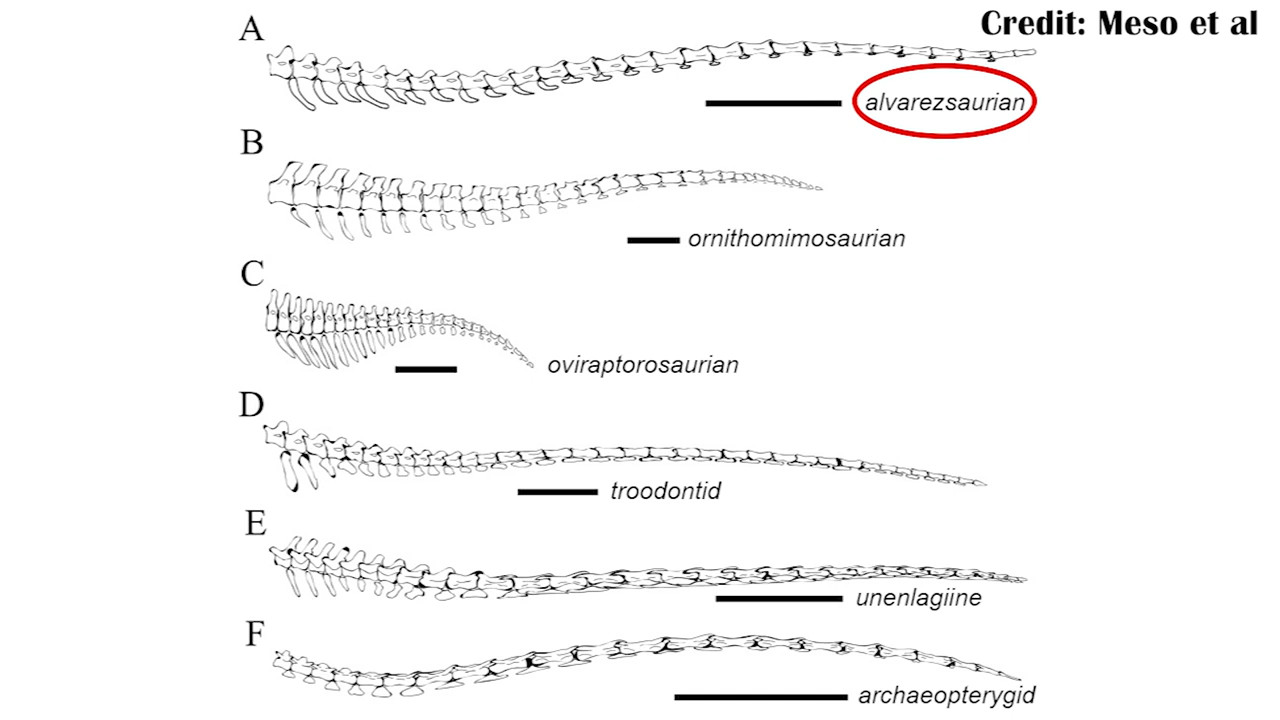 Credit: Meso et al
A
alvarezsaurian
B
ornithomimosaurian
C
oviraptorosaurian
D
troodontid
E
unenlagiine
F
archaeopterygid